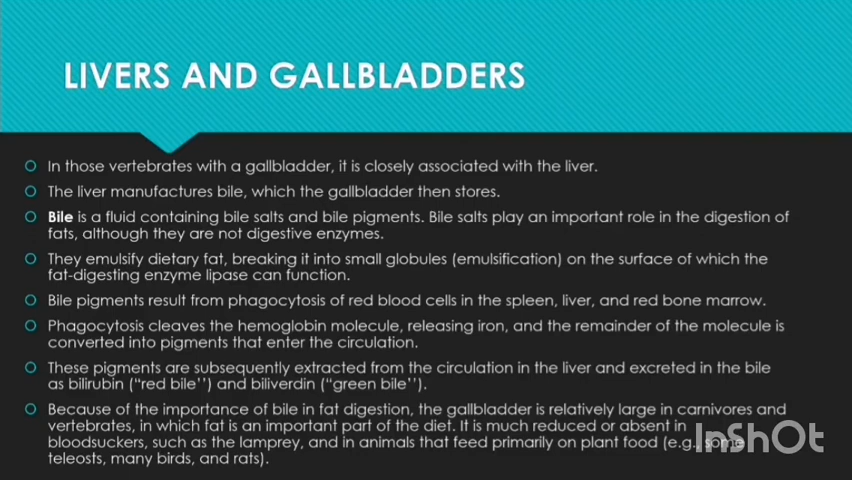 LIVERS AND GALLBLADDERS
In those vertebrates with a gallbladder, it is closely associated with the liver.
The liver manufactures bile, which the gallbladder then stores.
Bile is a fluid containing bile salts and bile pigments. Bile salts play an important role in the digestion of
fats, although they are not digestive enzymes.
They emulsify dietary fat, breaking it into small globules (emulsification) on the surface of which the
fat-digesting enzyme lipase can function.
Bile pigments result from phagocytosis of red blood cells in the spleen, liver, and red bone marrow.
Phagocytosis cleaves the hemoglobin molecule, releasing iron, and the remainder of the molecule is
converted into pigments that enter the circulation.
These pigments are subsequently extracted from the circulation in the liver and excreted in the bile
as bilirubin (“red bile’’) and biliverdin (“green bile’’).
Because of the importance of bile in fat digestion, the gallbladder is relatively large in carnivores and
vertebrates, in which fat is an important part of the diet. It is much reduced or absent in
bloodsuckers, such as the lamprey, and in animals that feed primarily on plant food (e.g., some
teleosts, many birds, and rats).
InShOt